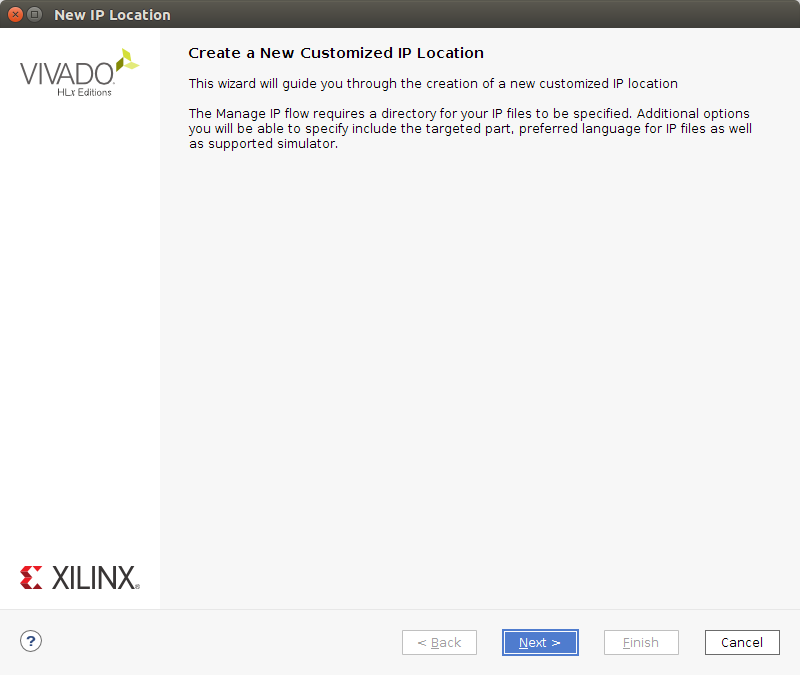 New IP Location
VIVADO.
HLx Editions
Create a New Customized IP Location
This wizard will guide you through the creation of a new customized IP location
The Manage IP flow requires a directory for your IP files to be specified. Additional options
you will be able to specify include the targeted part, preferred language for IP files as well
as supported simulator.
XILINX®
?
< Back
Next >
Finish
Cancel